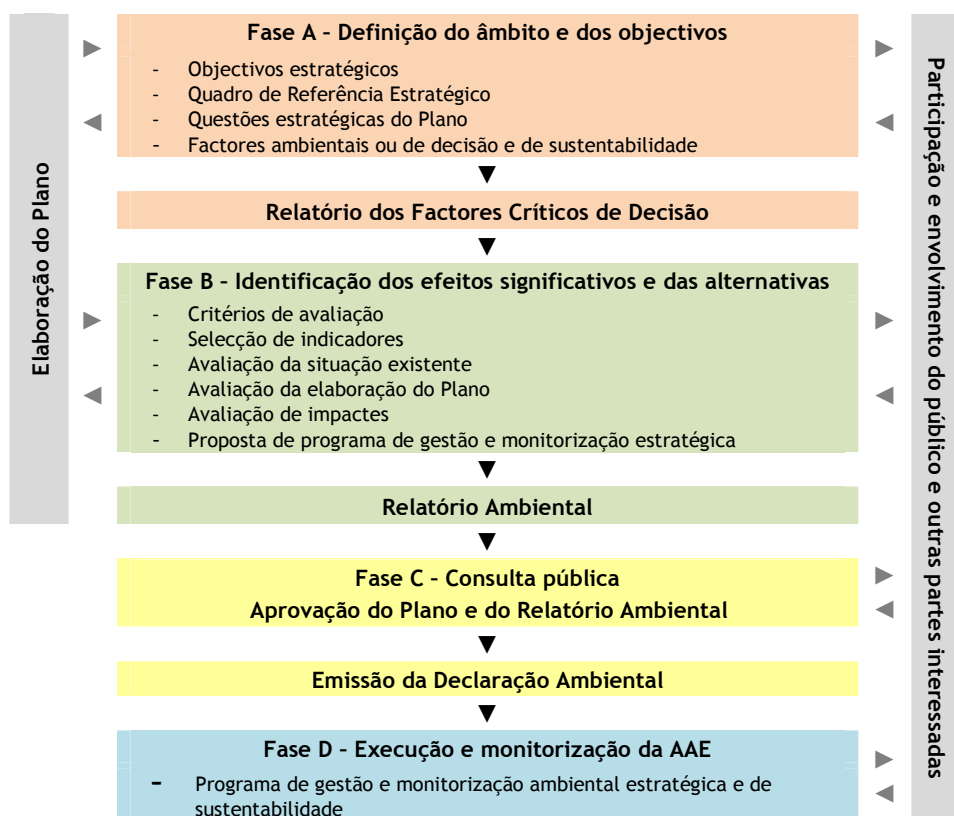 Elaboração do Plano
Fase A – Definição do âmbito e dos objectivos
- Objectivos estratégicos
- Quadro de Referência Estratégico
- Questões estratégicas do Plano
- Factores ambientais ou de decisão e de sustentabilidade
Relatório dos Factores Críticos de Decisão
Fase B – Identificação dos efeitos significativos e das alternativas
- Critérios de avaliação
- Selecção de indicadores
- Avaliação da situação existente
- Avaliação da elaboração do Plano
- Avaliação de impactes
- Proposta de programa de gestão e monitorização estratégica
Relatório Ambiental
Fase C – Consulta pública
Aprovação do Plano e do Relatório Ambiental
Emissão da Declaração Ambiental
Fase D – Execução e monitorização da AAE
- Programa de gestão e monitorização ambiental estratégica e de
sustentabilidade
Participação e envolvimento do público e outras partes interessadas